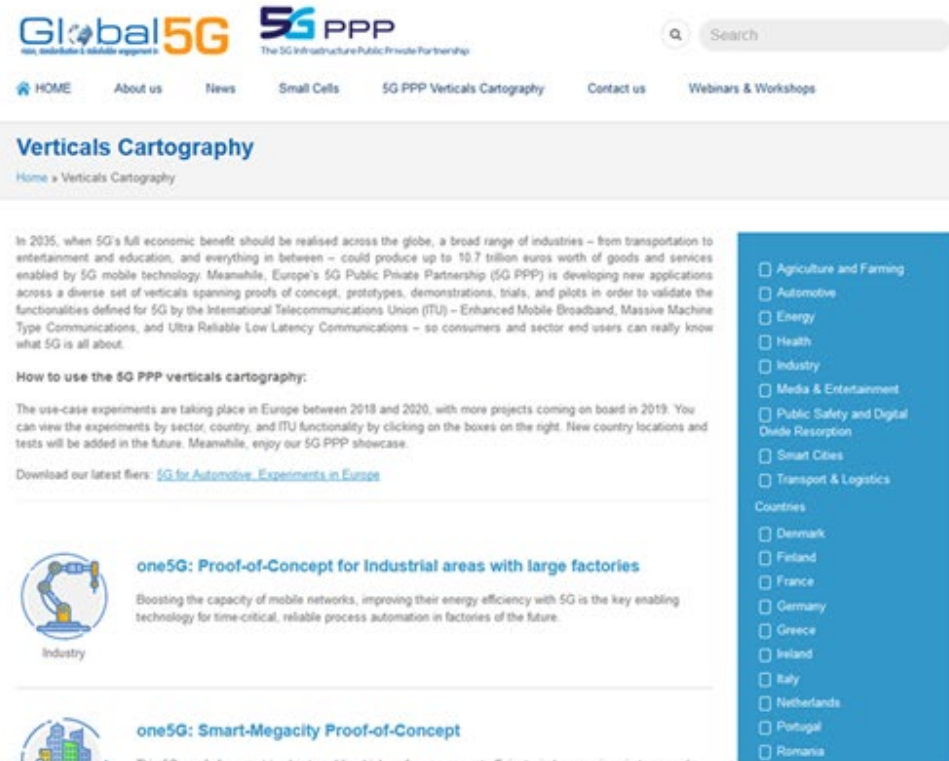 Global5G
5G PPP
The 5G Infrastructure Public Private Partnership
Search
HOME
About us
News
Small Cells
5G PPP Verticals Cartography
Contact us
Webinars & Workshops
Verticals Cartography
Home » Verticals Cartography
In 2035, when 5G's full economic benefit should be realised across the globe, a broad range of industries – from transportation to
entertainment and education, and everything in between – could produce up to 10.7 trillion euros worth of goods and services
enabled by 5G mobile technology. Meanwhile, Europe's 5G Public Private Partnership (5G PPP) is developing new applications
across a diverse set of verticals spanning proofs of concept, prototypes, demonstrations, trials, and pilots in order to validate the
functionalities defined for 5G by the International Telecommunications Union (ITU) – Enhanced Mobile Broadband, Massive Machine
Type Communications, and Ultra Reliable Low Latency Communications – so consumers and sector end users can really know
what 5G is all about.
How to use the 5G PPP verticals cartography:
The use-case experiments are taking place in Europe between 2018 and 2020, with more projects coming on board in 2019. You
can view the experiments by sector, country, and ITU functionality by clicking on the boxes on the right. New country locations and
tests will be added in the future. Meanwhile, enjoy our 5G PPP showcase.
Download our latest fliers: 5G for Automotive. Experiments in Europe
one5G: Proof-of-Concept for Industrial areas with large factories
Boosting the capacity of mobile networks, improving their energy efficiency with 5G is the key enabling
technology for time-critical, reliable process automation in factories of the future.
Industry
one5G: Smart-Megacity Proof-of-Concept
Agriculture and Farming
Automotive
Energy
Health
Industry
Media & Entertainment
Public Safety and Digital
Divide Resorption
Smart Cities
Transport & Logistics
Countries
Denmark
Finland
France
Germany
Greece
Ireland
Italy
Netherlands
Portugal
Romania